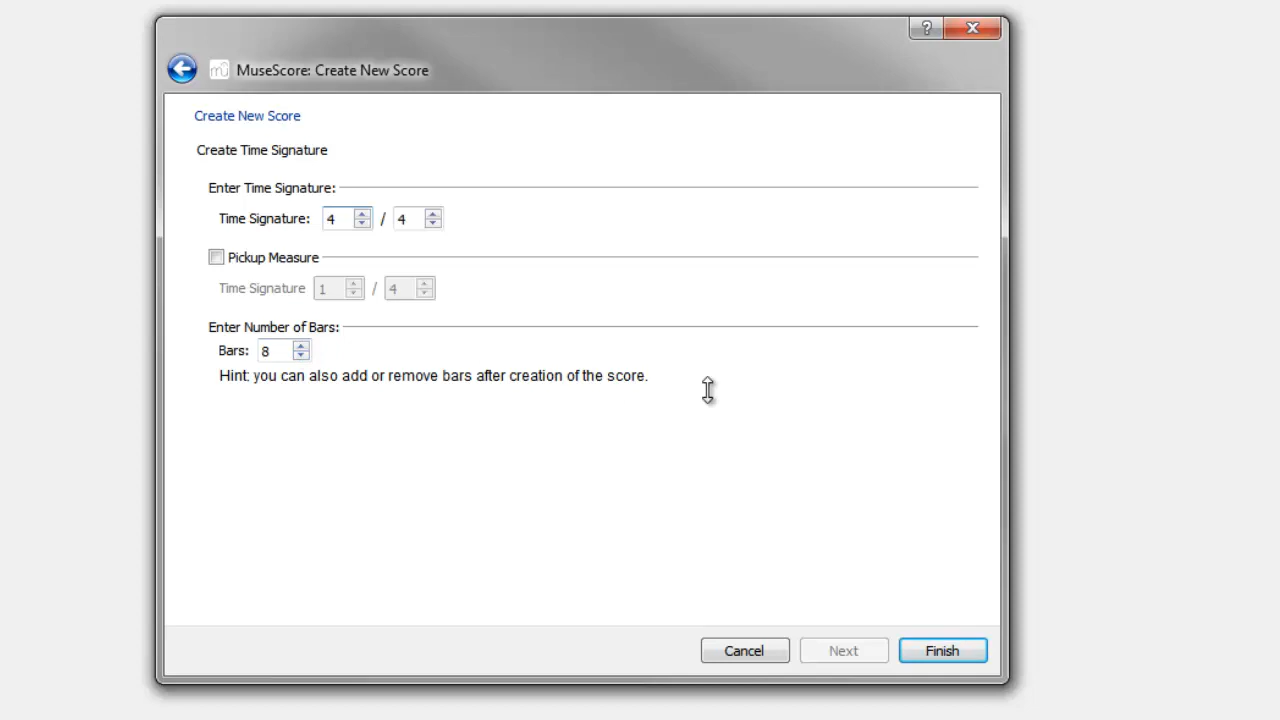 ?
MuseScore: Create New Score
Create New Score
Create Time Signature
Enter Time Signature:
Time Signature: 4 / 4
Pickup Measure
Time Signature 1 / 4
Enter Number of Bars:
Bars: 8
Hint: you can also add or remove bars after creation of the score.
Cancel Next Finish